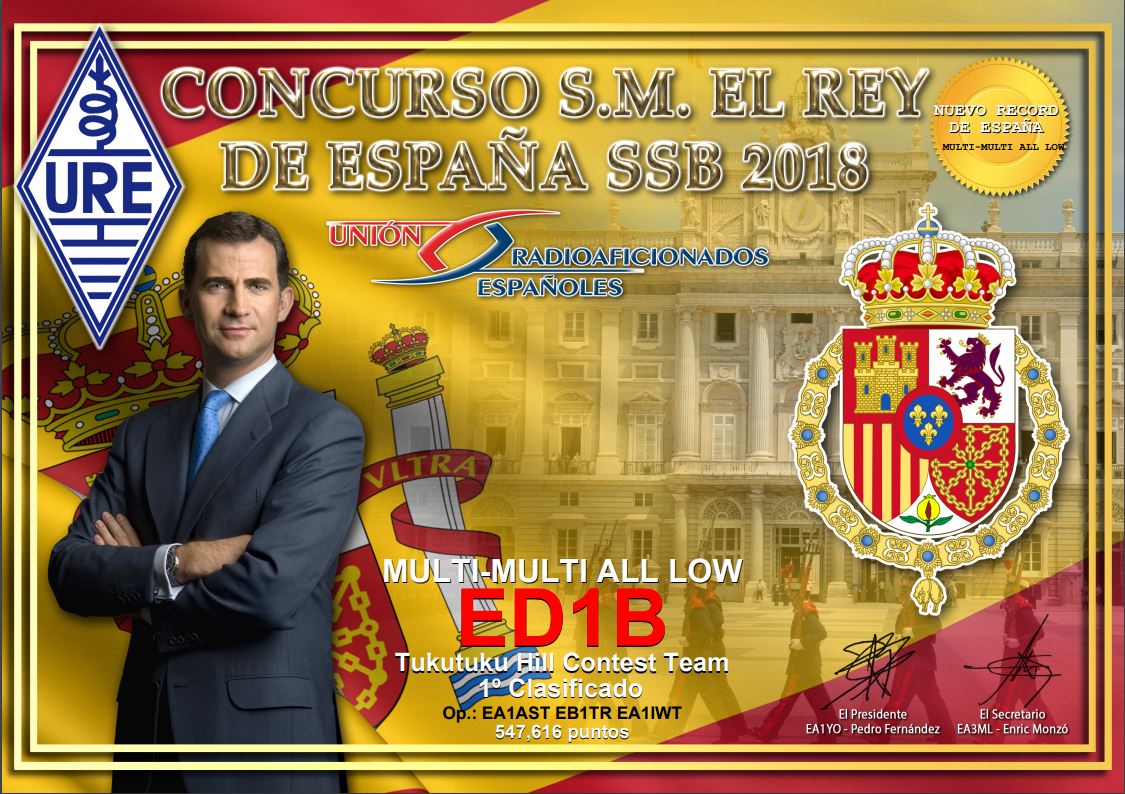 CONCURSO S.M. EL REY
DE ESPAÑA SSB 2018
NUEVO RECORD
DE ESPAÑA
MULTI-MULTI ALL LOW
URE
UNIÓN
RADIOAFICIONADOS
ESPAÑOLES
VLTRA
MULTI-MULTI ALL LOW
ED1B
Tukutuku Hill Contest Team
1º Clasificado
Op.: EA1AST EB1TR EA1IWT
547,616 puntos
El Presidente
EA1YO - Pedro Fernández
El Secretario
EA3ML - Enric Monzó